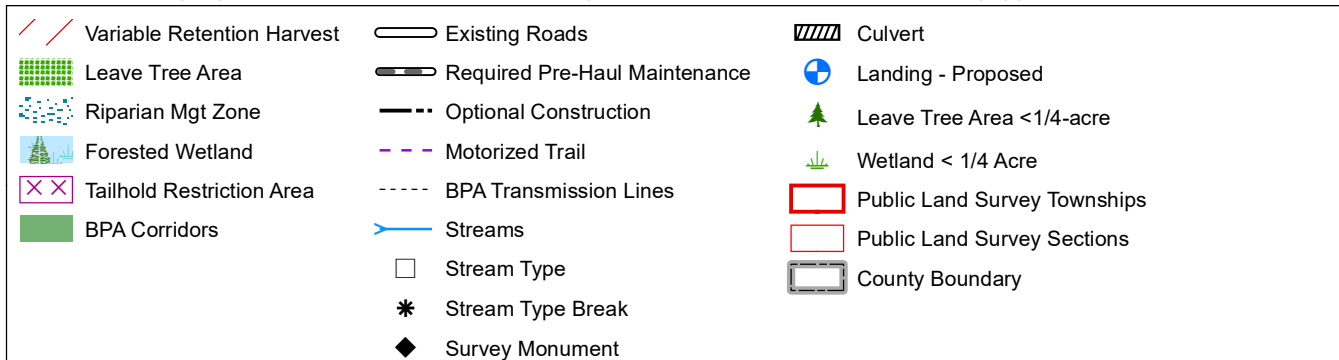 Variable Retention Harvest
Leave Tree Area
Riparian Mgt Zone
Forested Wetland
Tailhold Restriction Area
BPA Corridors
Existing Roads
Required Pre-Haul Maintenance
Optional Construction
Motorized Trail
BPA Transmission Lines
Streams
Stream Type
Stream Type Break
Survey Monument
Culvert
Landing - Proposed
Leave Tree Area <1/4-acre
Wetland < 1/4 Acre
Public Land Survey Townships
Public Land Survey Sections
County Boundary